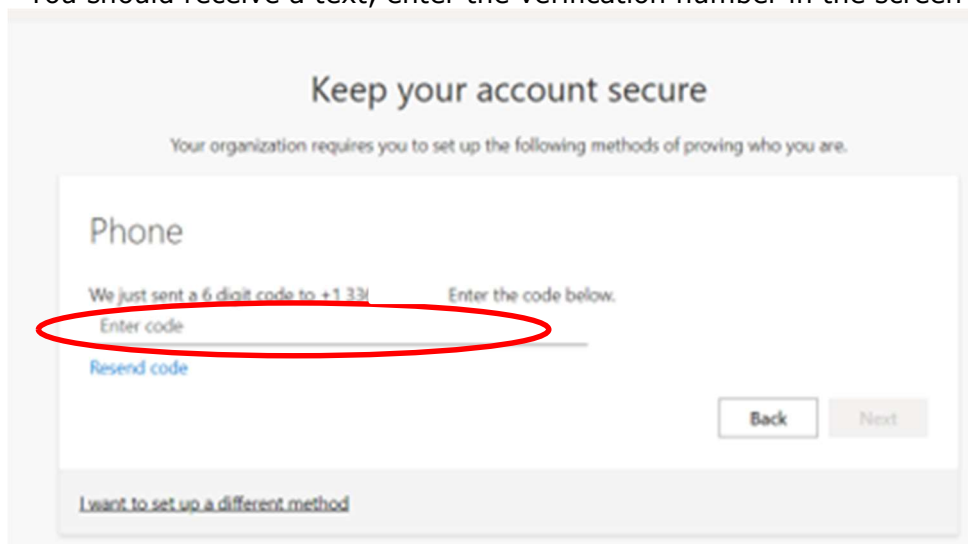 You should receive a text, enter the verification number in the screen
Keep your account secure
Your organization requires you to set up the following methods of proving who you are.
Phone
We just sent a 6 digit code to +1 33 Enter the code below.
Enter code
Resend code
Back Next
I want to set up a different method